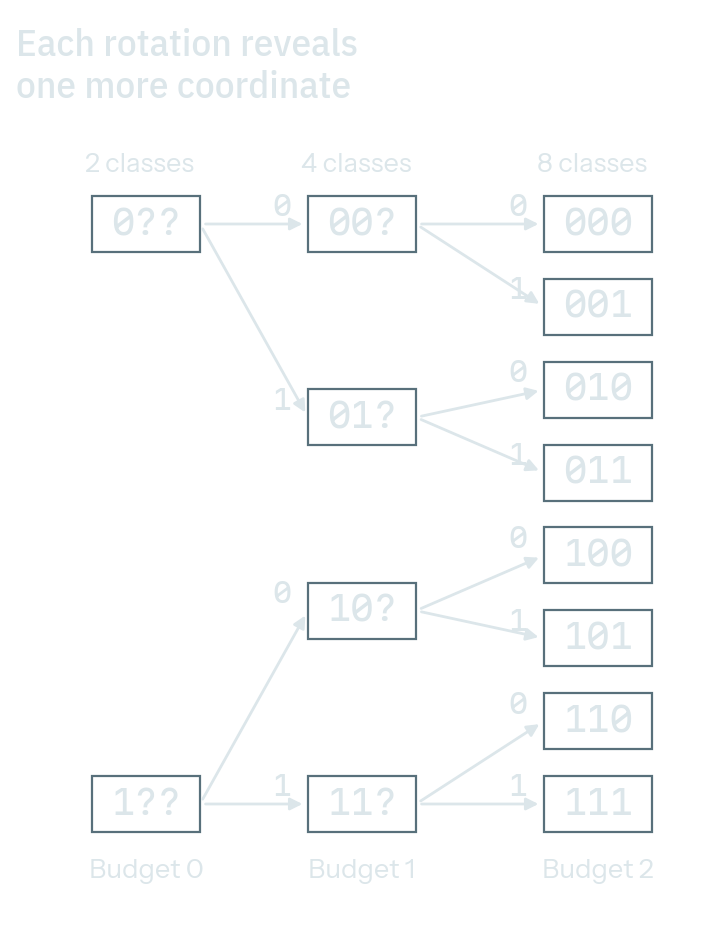 Each rotation reveals
one more coordinate
2 classes 4 classes 8 classes
0?? 0 00? 0 000
1 001
0 010
1 01? 1 011
0 100
0 10? 1 101
0 110
1?? 1 11? 1 111
Budget 0 Budget 1 Budget 2